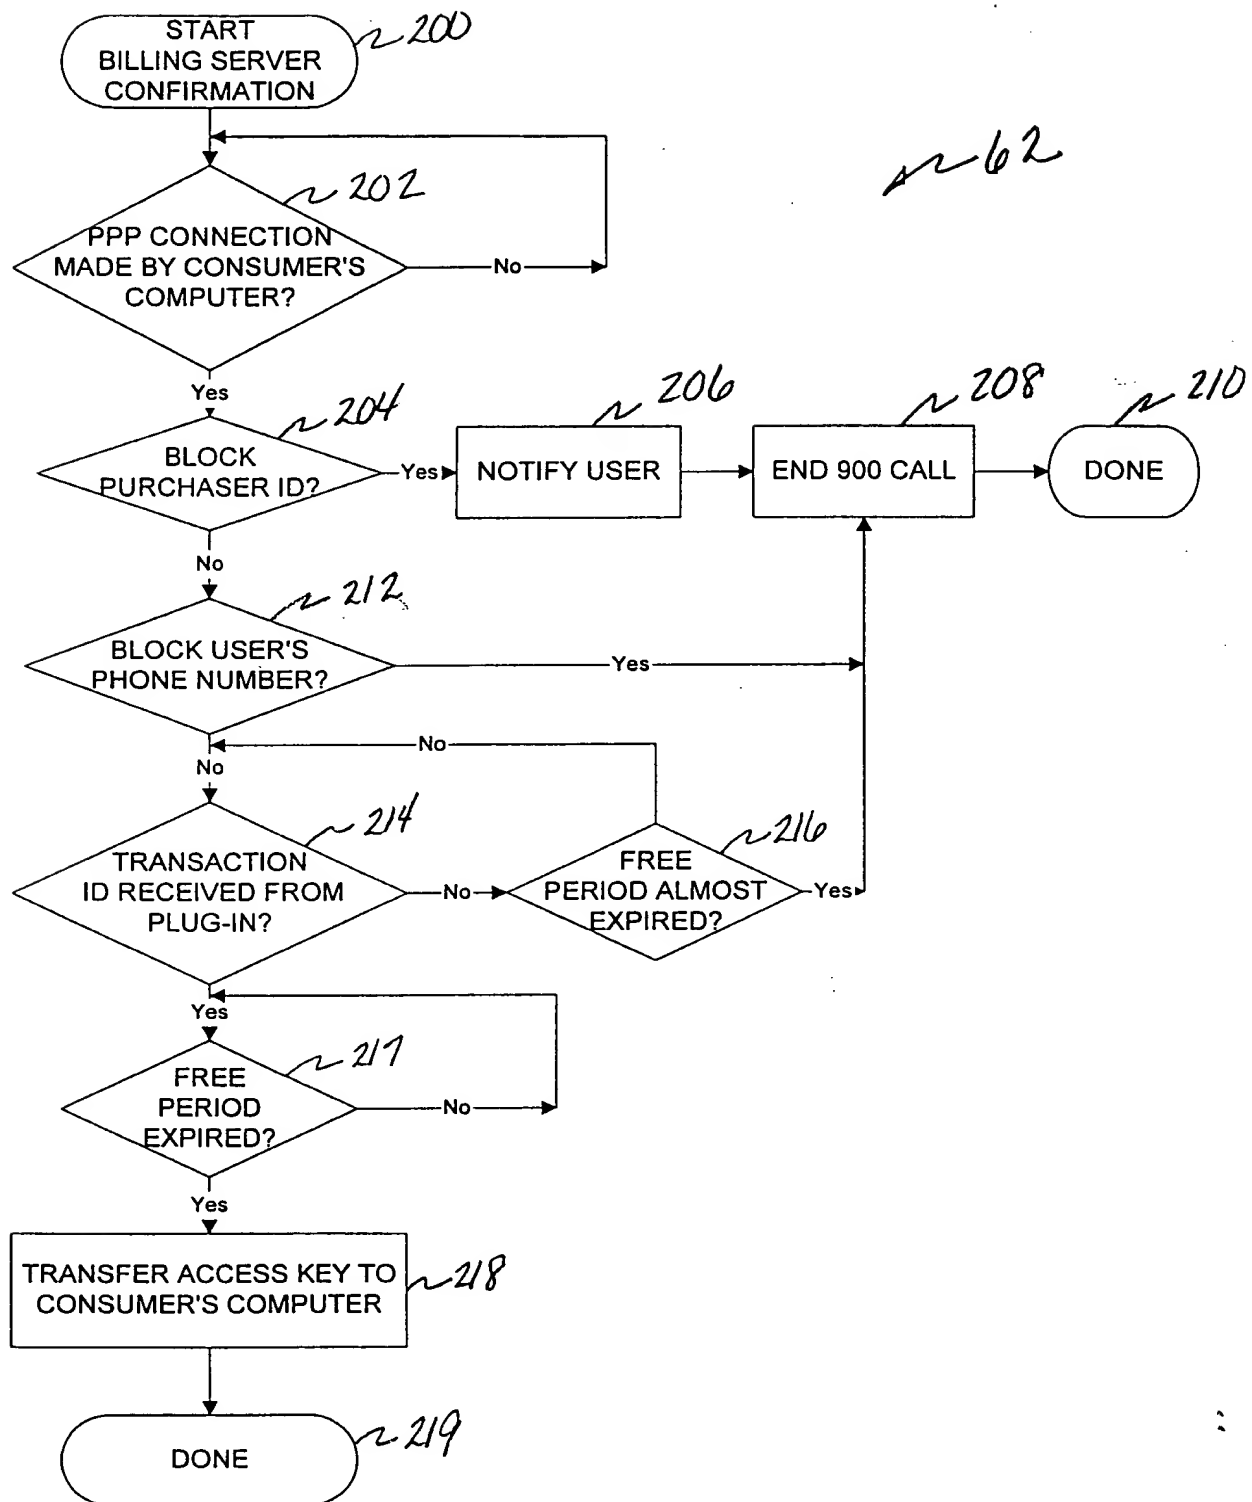 START
BILLING SERVER
CONFIRMATION
200
62
202
PPP CONNECTION
MADE BY CONSUMER'S
COMPUTER?
No
Yes
204
BLOCK
PURCHASER ID?
Yes
206
NOTIFY USER
208
END 900 CALL
210
DONE
No
212
BLOCK USER'S
PHONE NUMBER?
Yes
No
No
214
TRANSACTION
ID RECEIVED FROM
PLUG-IN?
No
216
FREE
PERIOD ALMOST
EXPIRED?
Yes
Yes
217
FREE
PERIOD
EXPIRED?
No
Yes
TRANSFER ACCESS KEY TO
CONSUMER'S COMPUTER
218
DONE
219